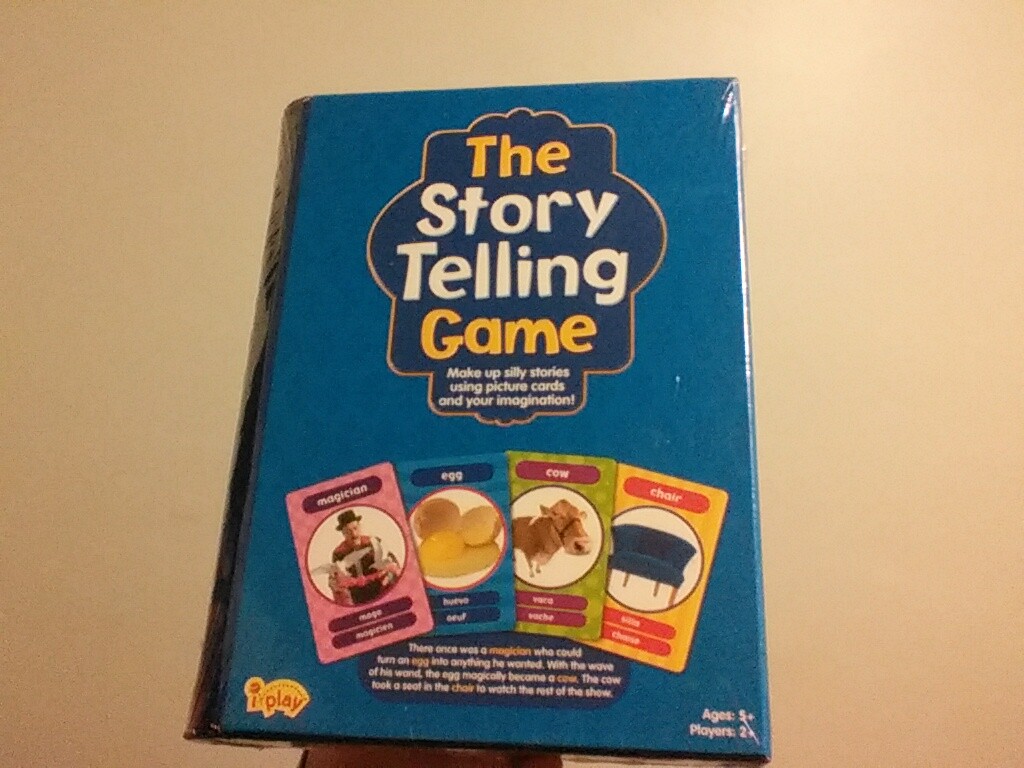 The
Story
Telling
Game
Make up silly stories
using picture cards
and your imagination!
magician
mago
magicien
egg
huevo
oeuf
cow
vaca
vache
chair
silla
chaise
There once was a magician who could
turn an egg into anything he wanted. With the wave
of his wand, the egg magically became a cow. The cow
took a seat in the chair to watch the rest of the show.
i play
Ages: 5+
Players: 2+